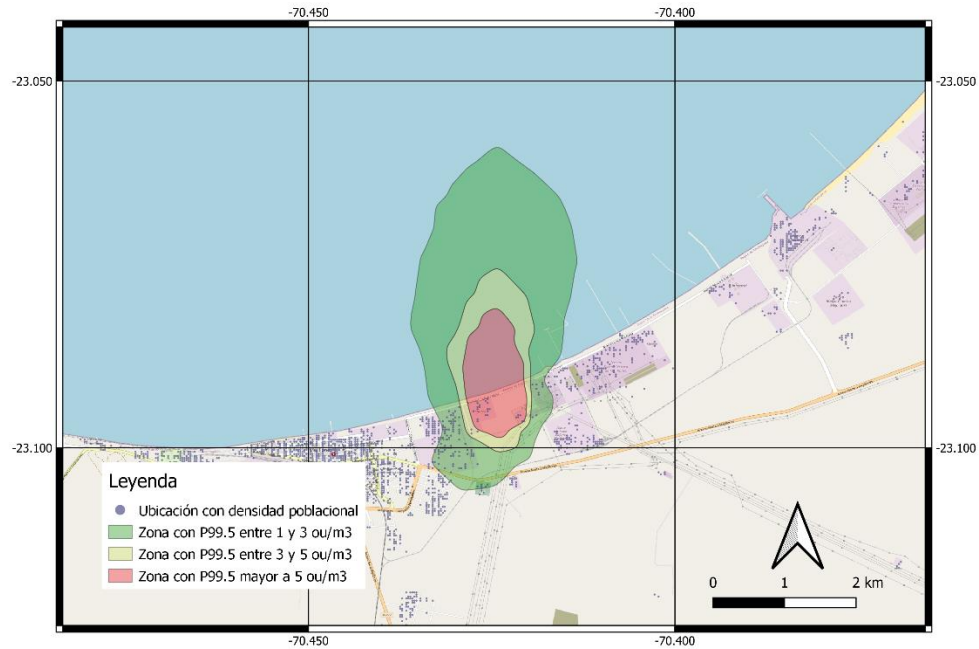 -70.450 -70.400
-23.050 -23.050
-23.100 -23.100
Leyenda
Ubicación con densidad poblacional
Zona con P99.5 entre 1 y 3 ou/m3
Zona con P99.5 entre 3 y 5 ou/m3
Zona con P99.5 mayor a 5 ou/m3
0 1 2 km
-70.450 -70.400